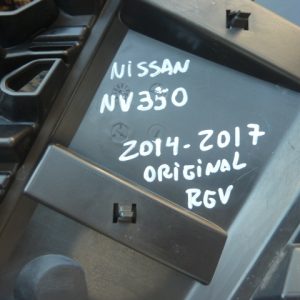 NISSAN
NV350
2014-2017
ORIGINAL
RGV